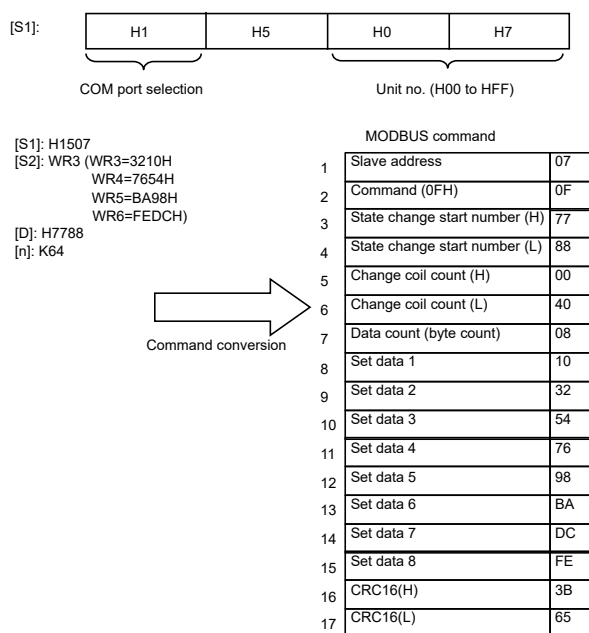 [S1]: H1 H5 H0 H7
COM port selection Unit no. (H00 to HFF)
[S1]: H1507
[S2]: WR3 (WR3=3210H
WR4=7654H
WR5=BA98H
WR6=FEDCH)
[D]: H7788
[n]: K64
Command conversion
MODBUS command
1 Slave address 07
2 Command (0FH) 0F
3 State change start number (H) 77
4 State change start number (L) 88
5 Change coil count (H) 00
6 Change coil count (L) 40
7 Data count (byte count) 08
8 Set data 1 10
9 Set data 2 32
10 Set data 3 54
11 Set data 4 76
12 Set data 5 98
13 Set data 6 BA
14 Set data 7 DC
15 Set data 8 FE
16 CRC16(H) 3B
17 CRC16(L) 65